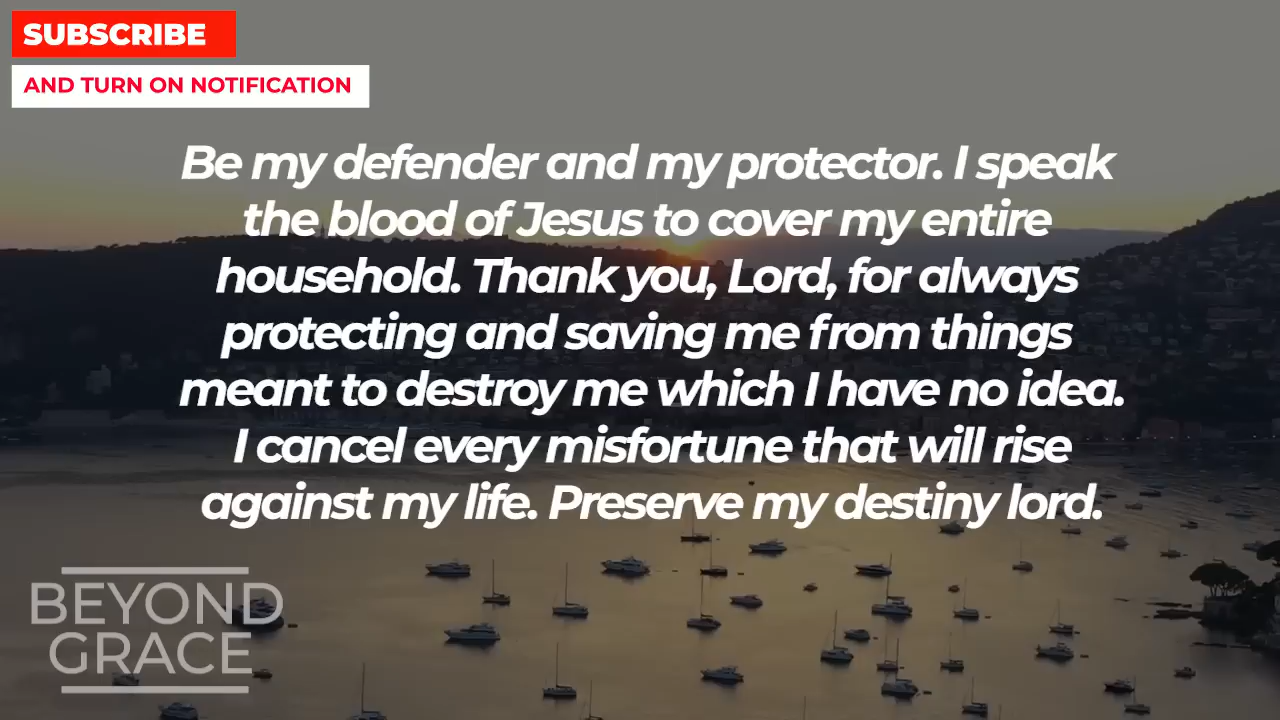 SUBSCRIBE
AND TURN ON NOTIFICATION
Be my defender and my protector. I speak
the blood of Jesus to cover my entire
household. Thank you, Lord, for always
protecting and saving me from things
meant to destroy me which I have no idea.
I cancel every misfortune that will rise
against my life. Preserve my destiny lord.
BEYOND
GRACE